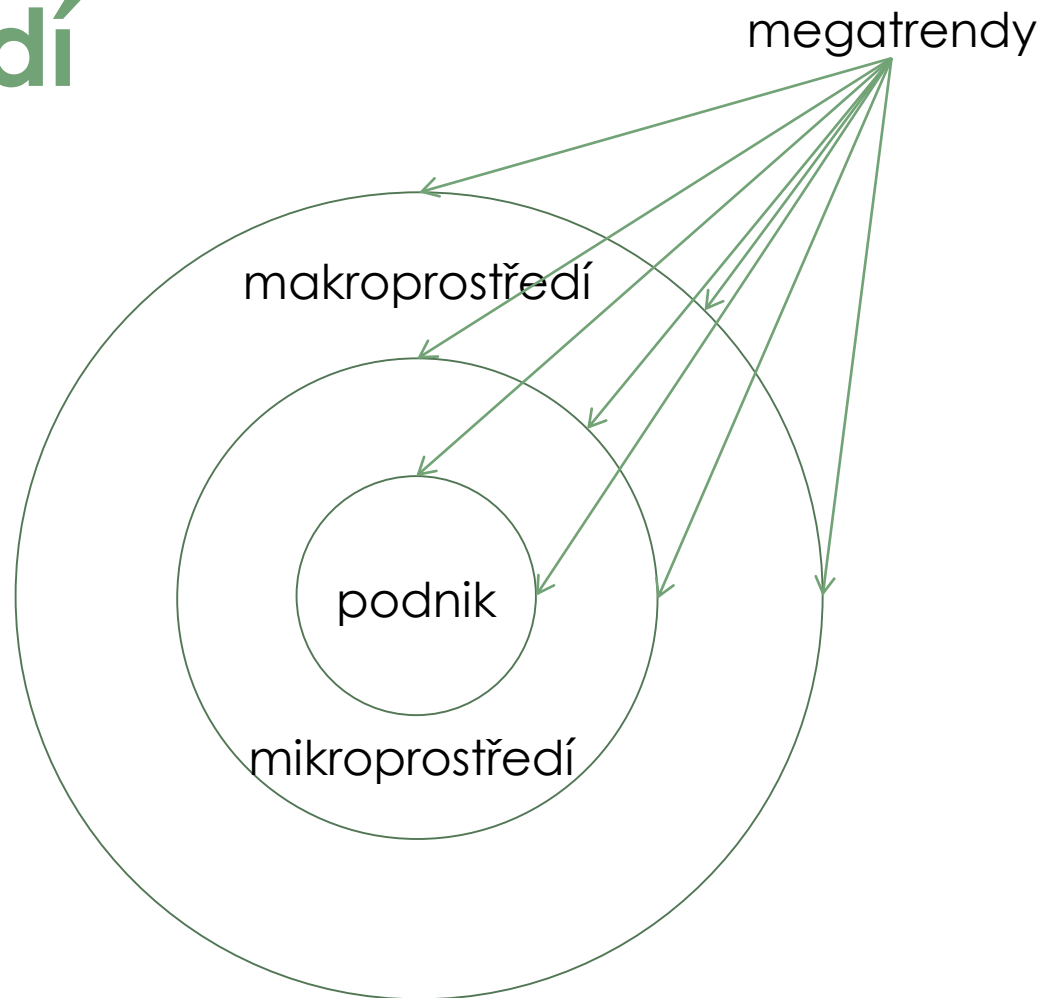 dí
megatrendy
makroprostředí
podnik
mikroprostředí